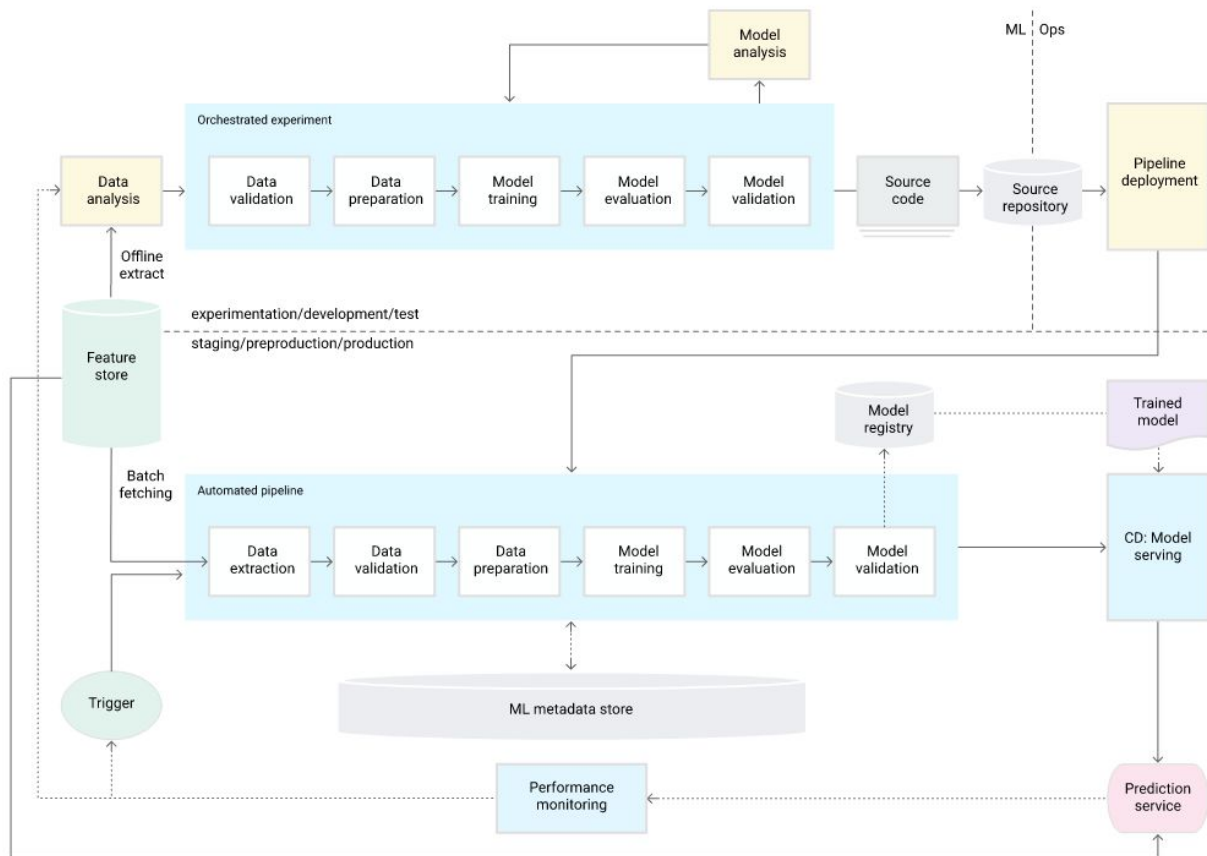 Model
analysis
ML
Ops
Orchestrated experiment
Data
analysis
Data
validation
Data
preparation
Model
training
Model
evaluation
Model
validation
Source
code
Source
repository
Pipeline
deployment
Offline
extract
experimentation/development/test
staging/preproduction/production
Feature
store
Model
registry
Trained
model
Batch
fetching
Automated pipeline
Data
extraction
Data
validation
Data
preparation
Model
training
Model
evaluation
Model
validation
CD: Model
serving
Trigger
ML metadata store
Performance
monitoring
Prediction
service